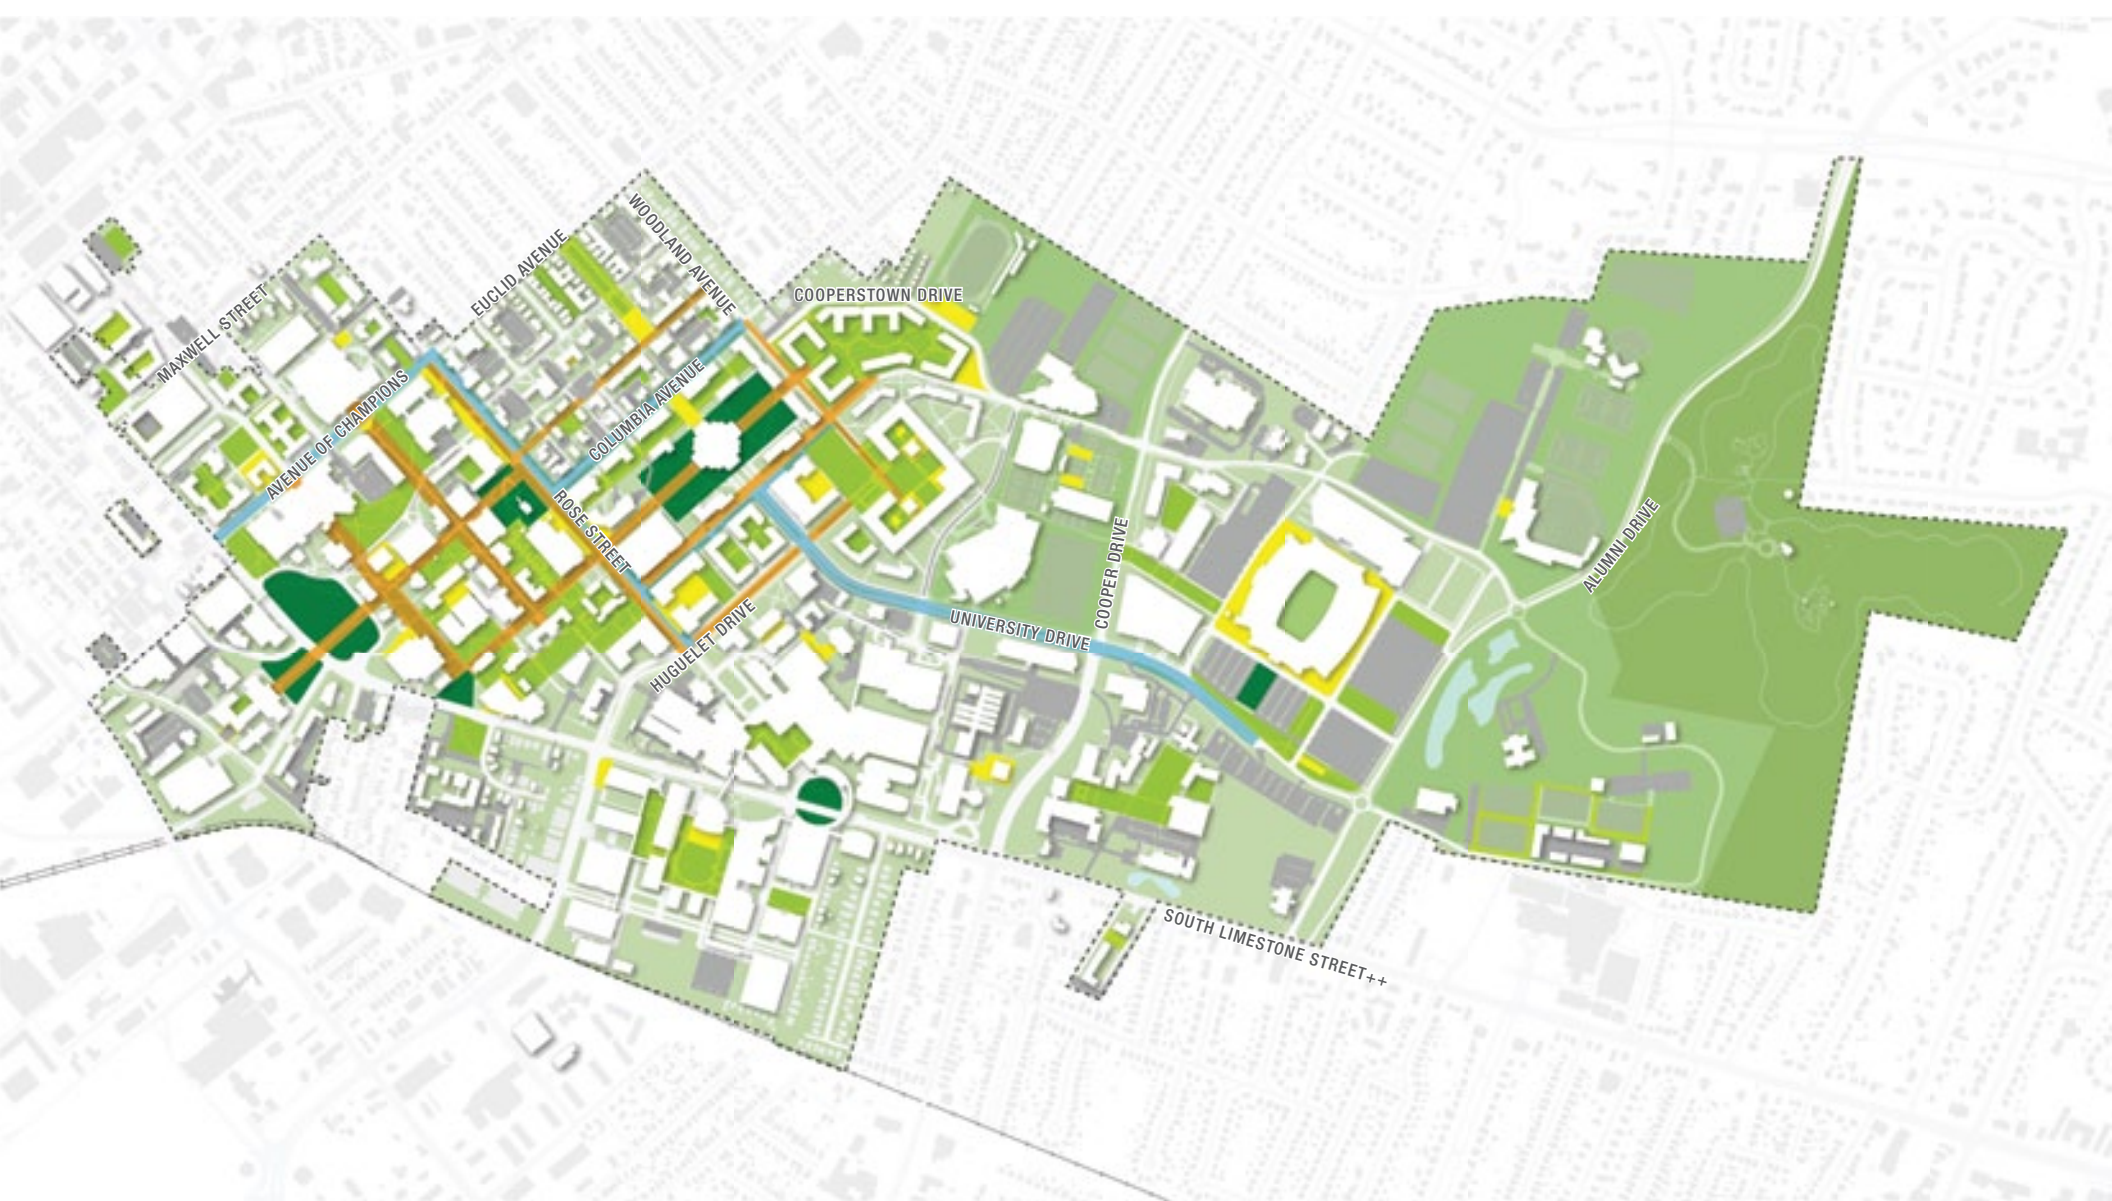 WOODLAND AVENUE
EUCLID AVENUE
MAXWELL STREET
COOPERSTOWN DRIVE
AVENUE OF CHAMPIONS
COLUMBIA AVENUE
ROSE STREET
ALUMNI DRIVE
COOPER DRIVE
HUGUELET DRIVE
UNIVERSITY DRIVE
SOUTH LIMESTONE STREET++